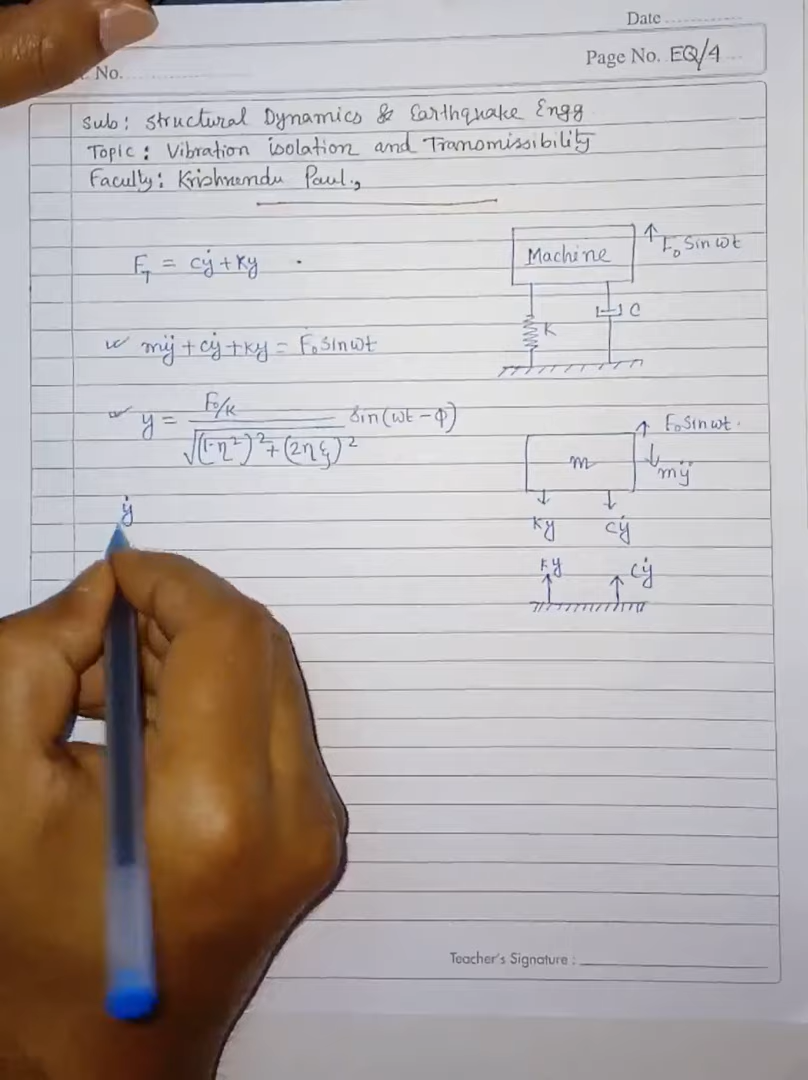 Date
No.
Page No. EQ/4
Sub: Structural Dynamics & Earthquake Engg
Topic: Vibration isolation and Transmissibility
Faculty: Krishnendu Paul.,
F_T = cẏ + ky
Machine
F₀ Sin ωt
K
C
mÿ + cẏ + ky = F₀ sin ωt
y = F₀/K / √(1-η²)² + (2ηξ)² Sin(ωt - φ)
F₀ sin ωt.
m
mÿ
ky
cẏ
ẏ
ky
cẏ
Teacher's Signature :